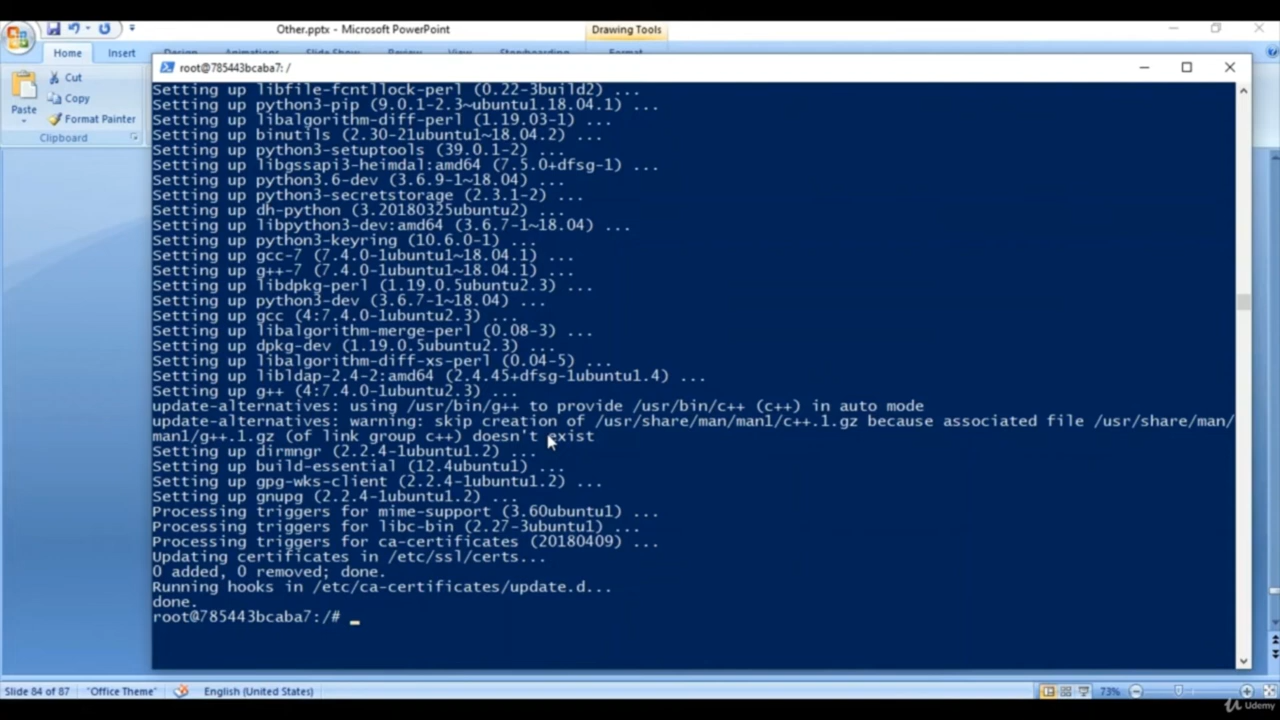 Other.pptx - Microsoft PowerPoint
Drawing Tools
Home
Insert
Design
Animations
Slide Show
Review
View
Storyboarding
Format
Cut
Copy
Paste
Format Painter
Clipboard
root@785443bcaba7: /
Setting up libfile-fcntllock-perl (0.22-3build2) ...
Setting up python3-pip (9.0.1-2.3~ubuntu1.18.04.1) ...
Setting up libalgorithm-diff-perl (1.19.03-1) ...
Setting up binutils (2.30-21ubuntu1~18.04.2) ...
Setting up python3-setuptools (39.0.1-2) ...
Setting up libgssapi3-heimdal:amd64 (7.5.0+dfsg-1) ...
Setting up python3.6-dev (3.6.9-1~18.04) ...
Setting up python3-secretstorage (2.3.1-2) ...
Setting up dh-python (3.20180325ubuntu2) ...
Setting up libpython3-dev:amd64 (3.6.7-1~18.04) ...
Setting up python3-keyring (10.6.0-1) ...
Setting up gcc-7 (7.4.0-1ubuntu1~18.04.1) ...
Setting up g++-7 (7.4.0-1ubuntu1~18.04.1) ...
Setting up libdpkg-perl (1.19.0.5ubuntu2.3) ...
Setting up python3-dev (3.6.7-1~18.04) ...
Setting up gcc (4:7.4.0-1ubuntu2.3) ...
Setting up libalgorithm-merge-perl (0.08-3) ...
Setting up dpkg-dev (1.19.0.5ubuntu2.3) ...
Setting up libalgorithm-diff-xs-perl (0.04-5) ...
Setting up libldap-2.4-2:amd64 (2.4.45+dfsg-1ubuntu1.4) ...
Setting up g++ (4:7.4.0-1ubuntu2.3) ...
update-alternatives: using /usr/bin/g++ to provide /usr/bin/c++ (c++) in auto mode
update-alternatives: warning: skip creation of /usr/share/man/man1/c++.1.gz because associated file /usr/share/man/
man1/g++.1.gz (of link group c++) doesn't exist
Setting up dirmngr (2.2.4-1ubuntu1.2) ...
Setting up build-essential (12.4ubuntu1) ...
Setting up gpg-wks-client (2.2.4-1ubuntu1.2) ...
Setting up gnupg (2.2.4-1ubuntu1.2) ...
Processing triggers for mime-support (3.60ubuntu1) ...
Processing triggers for libc-bin (2.27-3ubuntu1) ...
Processing triggers for ca-certificates (20180409) ...
Updating certificates in /etc/ssl/certs...
0 added, 0 removed; done.
Running hooks in /etc/ca-certificates/update.d...
done.
root@785443bcaba7:/#
Slide 84 of 87
"Office Theme"
English (United States)
73%
Udemy